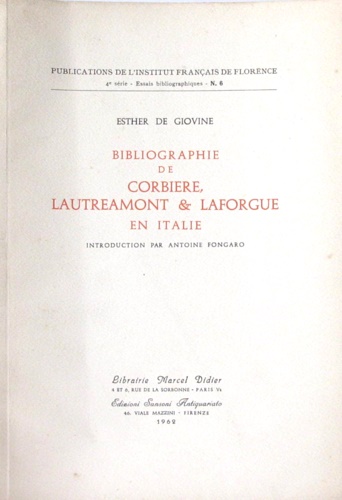 PUBLICATIONS DE L'INSTITUT FRANÇAIS DE FLORENCE
4e série - Essais bibliographiques - N. 6
ESTHER DE GIOVINE
BIBLIOGRAPHIE
DE
CORBIERE,
LAUTREAMONT & LAFORGUE
EN ITALIE
INTRODUCTION PAR ANTOINE FONGARO
Librairie Marcel Didier
4 ET 6, RUE DE LA SORBONNE - PARIS Ve
Edizioni Sansoni Antiquariato
46, VIALE MAZZINI - FIRENZE
1962